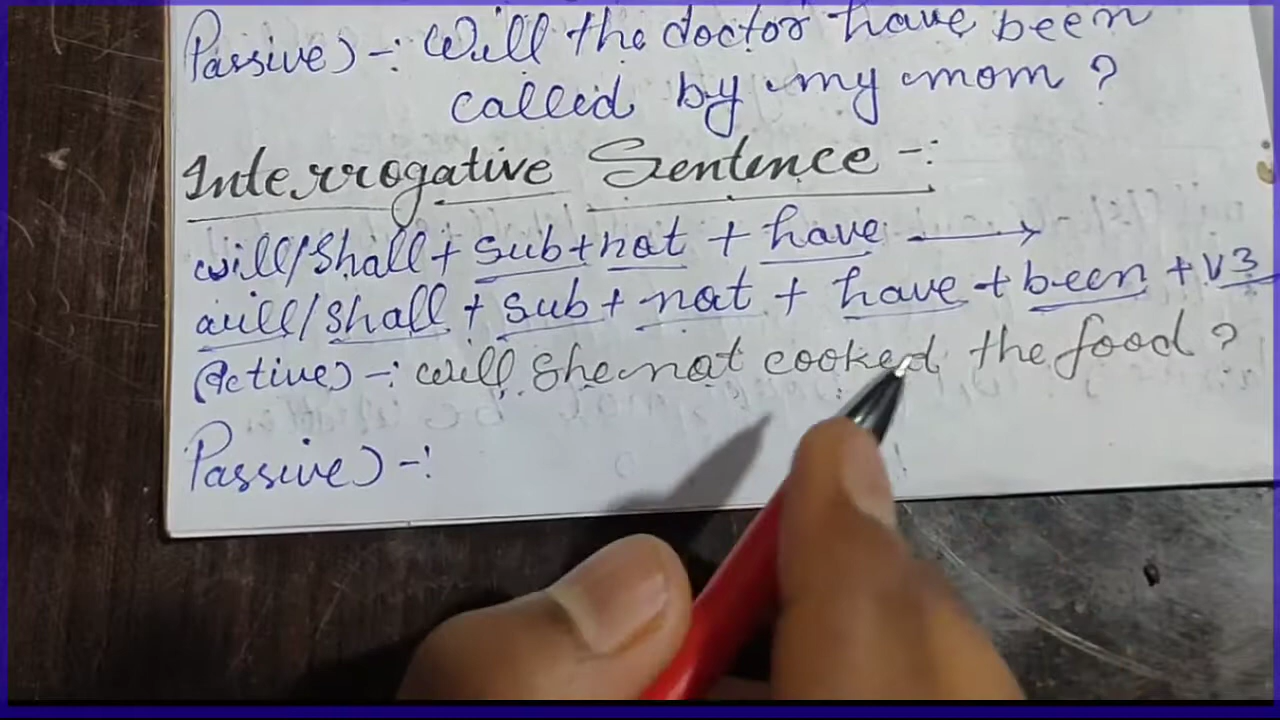 Passive) -: Will the doctor have been
called by my mom ?
Interrogative Sentence -:
will/shall + sub + not + have →
will/shall + sub + not + have + been + V3
(Active) -: will she not cooked the food ?
Passive) -: